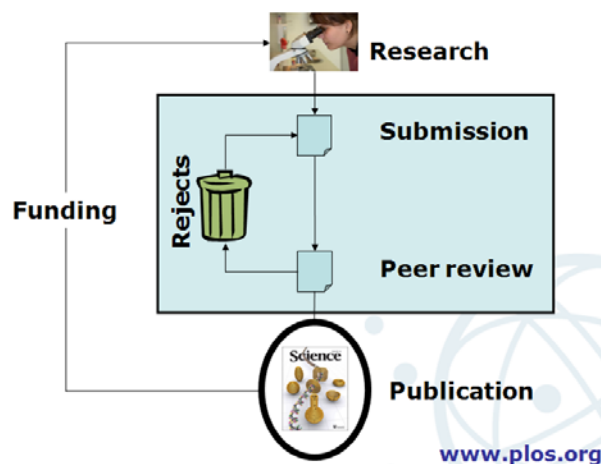 Research
Submission
Rejects
Funding
Peer review
Science
Publication
www.plos.org